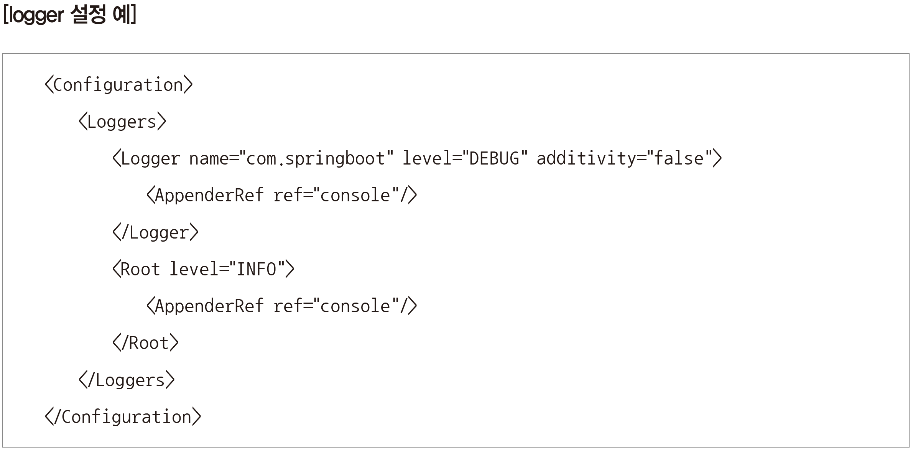 [logger 설정 예]
<Configuration>
<Loggers>
<Logger name="com.springboot" level="DEBUG" additivity="false">
<AppenderRef ref="console"/>
</Logger>
<Root level="INFO">
<AppenderRef ref="console"/>
</Root>
</Loggers>
</Configuration>